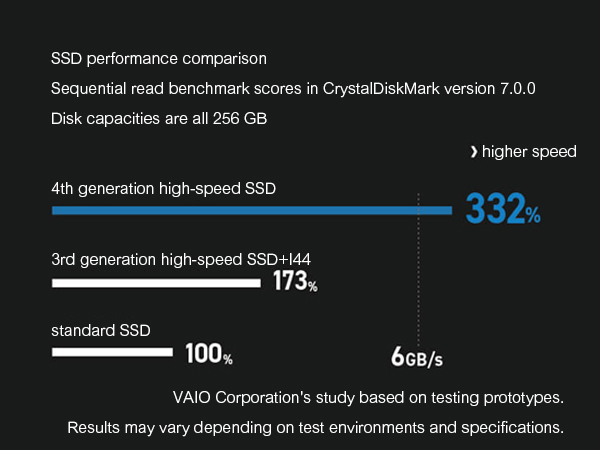 SSD performance comparison
Sequential read benchmark scores in CrystalDiskMark version 7.0.0
Disk capacities are all 256 GB
❯ higher speed
4th generation high-speed SSD
332%
3rd generation high-speed SSD+I44
173%
standard SSD
100%
6GB/s
VAIO Corporation's study based on testing prototypes.
Results may vary depending on test environments and specifications.